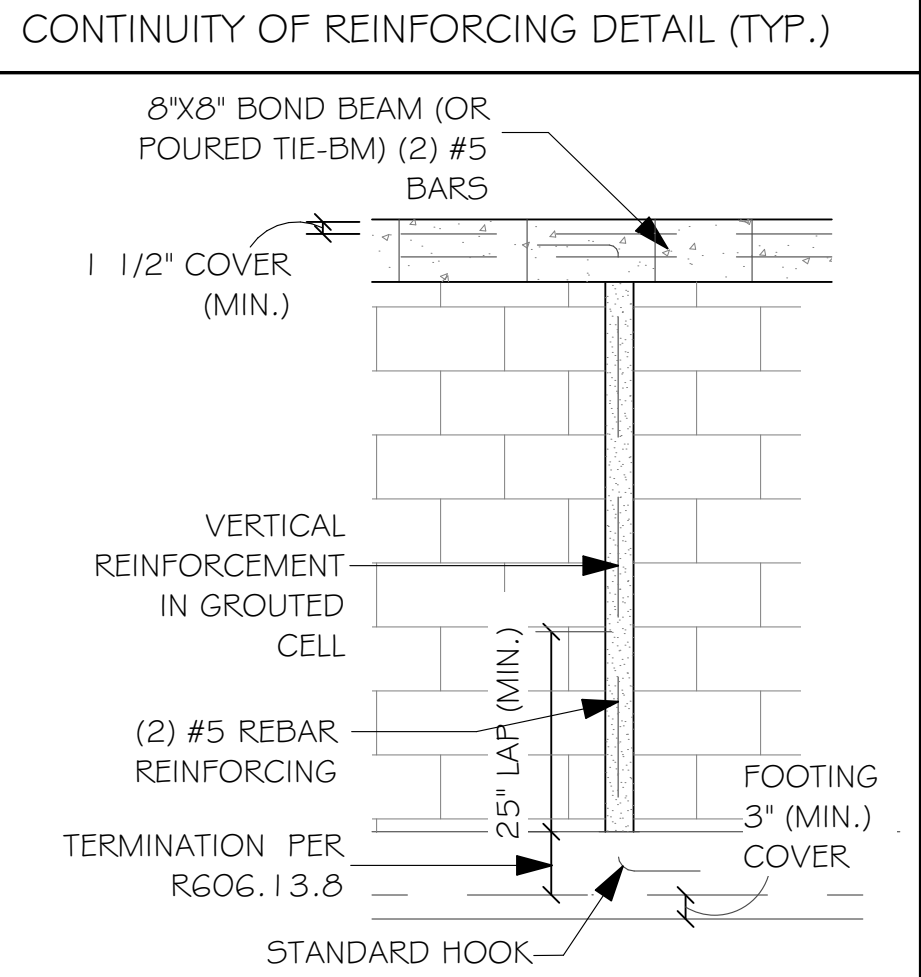 CONTINUITY OF REINFORCING DETAIL (TYP.)
8"X8" BOND BEAM (OR
POURED TIE-BM) (2) #5
BARS
1 1/2" COVER
(MIN.)
VERTICAL
REINFORCEMENT
IN GROUTED
CELL
25" LAP (MIN.)
(2) #5 REBAR
REINFORCING
FOOTING
3" (MIN.)
COVER
TERMINATION PER
R606.13.8
STANDARD HOOK